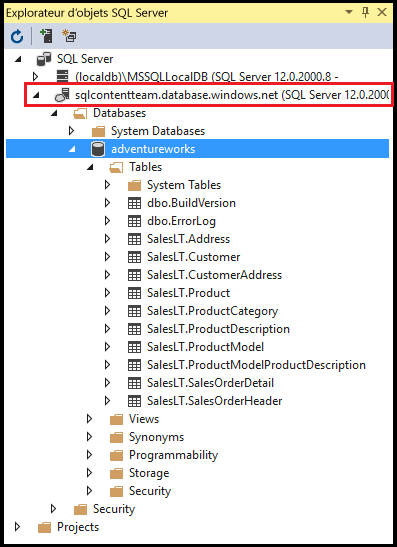 Explorateur d'objets SQL Server
SQL Server
(localdb)\MSSQLLocalDB (SQL Server 12.0.2000.8 -
sqlcontentteam.database.windows.net (SQL Server 12.0.2000
Databases
System Databases
adventureworks
Tables
System Tables
dbo.BuildVersion
dbo.ErrorLog
SalesLT.Address
SalesLT.Customer
SalesLT.CustomerAddress
SalesLT.Product
SalesLT.ProductCategory
SalesLT.ProductDescription
SalesLT.ProductModel
SalesLT.ProductModelProductDescription
SalesLT.SalesOrderDetail
SalesLT.SalesOrderHeader
Views
Synonyms
Programmability
Storage
Security
Security
Projects